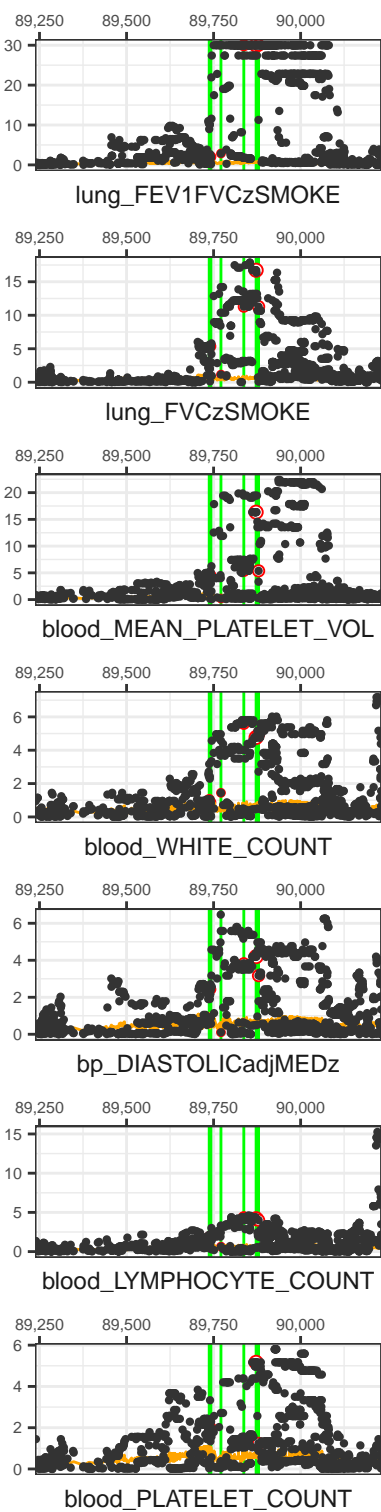 89,250 89,500 89,750 90,000
30
20
10
0
lung_FEV1FVCzSMOKE
89,250 89,500 89,750 90,000
15
10
5
0
lung_FVCzSMOKE
89,250 89,500 89,750 90,000
20
15
10
5
0
blood_MEAN_PLATELET_VOL
89,250 89,500 89,750 90,000
6
4
2
0
blood_WHITE_COUNT
89,250 89,500 89,750 90,000
6
4
2
0
bp_DIASTOLICadjMEDz
89,250 89,500 89,750 90,000
15
10
5
0
blood_LYMPHOCYTE_COUNT
89,250 89,500 89,750 90,000
6
4
2
0
blood_PLATELET_COUNT